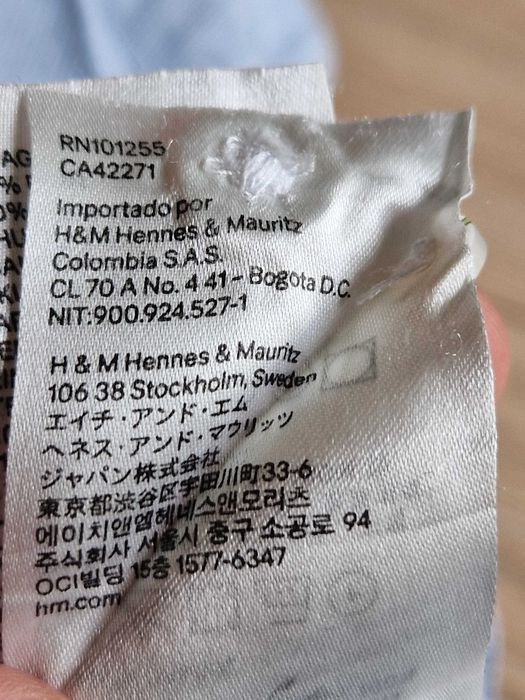 RN101255
CA42271
Importado por
H&M Hennes & Mauritz
Colombia S.A.S.
CL 70 A No. 4 41 - Bogota D.C.
NIT:900.924.527-1
H & M Hennes & Mauritz
106 38 Stockholm, Sweden
エイチ・アンド・エム
ヘネス・アンド・マウリッツ
ジャパン株式会社
東京都渋谷区宇田川町33-6
에이치앤엠헤네스앤모리츠
주식회사 서울시 중구 소공로 94
OCI빌딩 15층 1577-6347
hm.com